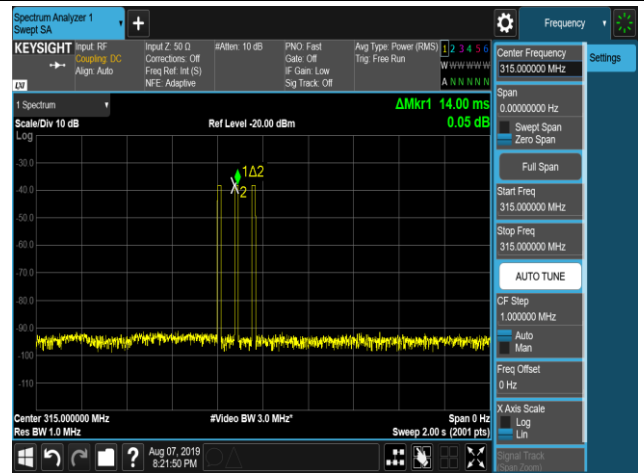 Spectrum Analyzer 1
Swept SA
Frequency
KEYSIGHT
Input: RF
Coupling: DC
Align: Auto
Input Z: 50 Ω
Corrections: Off
Freq Ref: Int (S)
NFE: Adaptive
#Atten: 10 dB
PNO: Fast
Gate: Off
IF Gain: Low
Sig Track: Off
Avg Type: Power (RMS)
Trig: Free Run
1 2 3 4 5 6
W W W W W W
A N N N N N
LXI
1 Spectrum
ΔMkr1 14.00 ms
0.05 dB
Scale/Div 10 dB
Ref Level -20.00 dBm
Log
-30.0
-40.0
-50.0
-60.0
-70.0
-80.0
-90.0
-100
-110
1Δ2
2
Center 315.000000 MHz
#Video BW 3.0 MHz*
Span 0 Hz
Res BW 1.0 MHz
Sweep 2.00 s (2001 pts)
Center Frequency
315.000000 MHz
Settings
Span
0.00000000 Hz
Swept Span
Zero Span
Full Span
Start Freq
315.000000 MHz
Stop Freq
315.000000 MHz
AUTO TUNE
CF Step
1.000000 MHz
Auto
Man
Freq Offset
0 Hz
X Axis Scale
Log
Lin
Signal Track
(Span Zoom)
?
Aug 07, 2019
8:21:50 PM